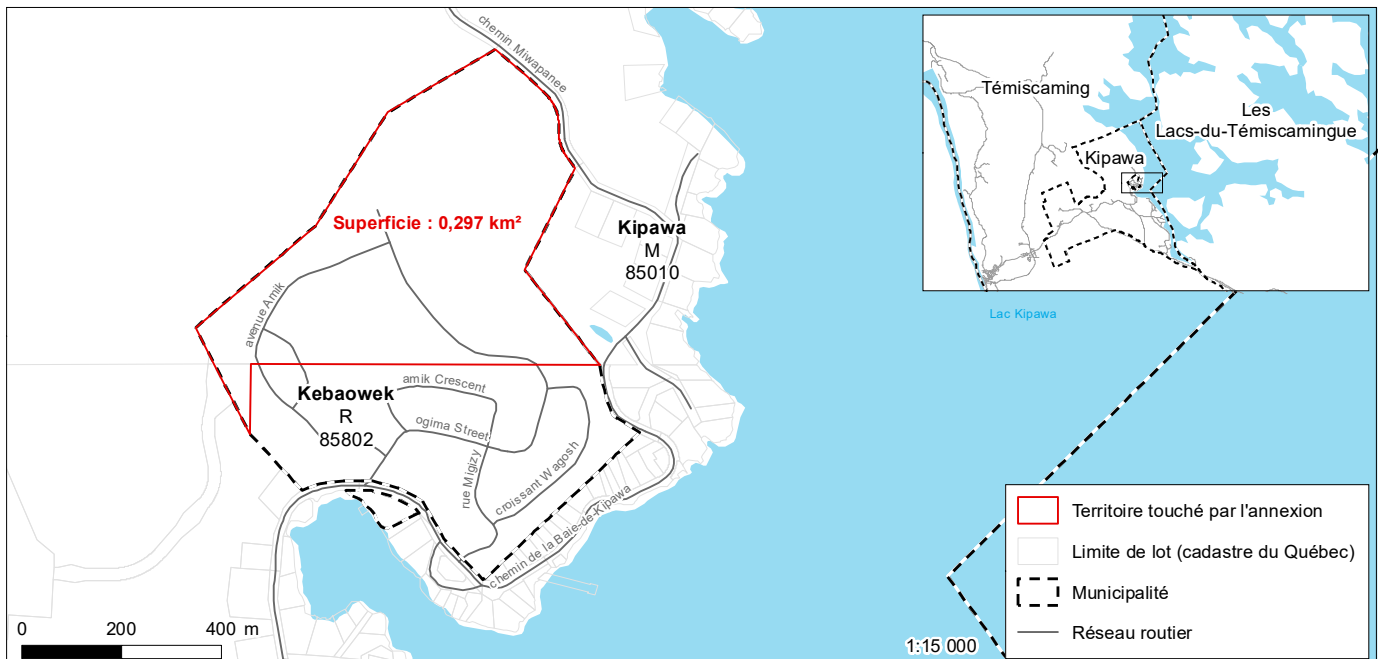 chemin Miwapanee
Superficie : 0,297 km²
Kipawa
M
85010
avenue Amik
Kebaowek
R
85802
amik Crescent
ogima Street
rue Migizy
croissant Wagosh
chemin de la Baie-de-Kipawa
0 200 400 m
Témiscaming
Les
Lacs-du-Témiscamingue
Kipawa
Lac Kipawa
1:15 000
Territoire touché par l'annexion
Limite de lot (cadastre du Québec)
Municipalité
Réseau routier